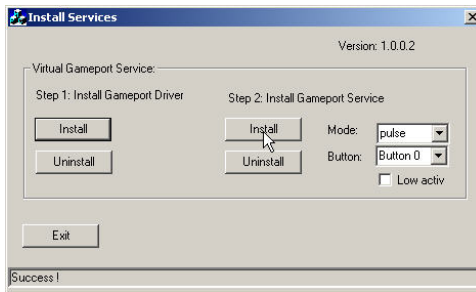 Install Services
Version: 1.0.0.2
Virtual Gameport Service:
Step 1: Install Gameport Driver
Step 2: Install Gameport Service
Install
Install
Mode:
pulse
Uninstall
Uninstall
Button:
Button 0
Low activ
Exit
Success !